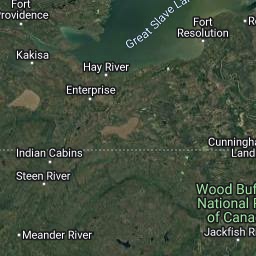 Fort
Providence
Great Slave La
Fort
Resolution
Kakisa
Hay River
Enterprise
Cunningha
Land
Indian Cabins
Steen River
Wood Buf
National P
of Cana
Meander River
Jackfish R